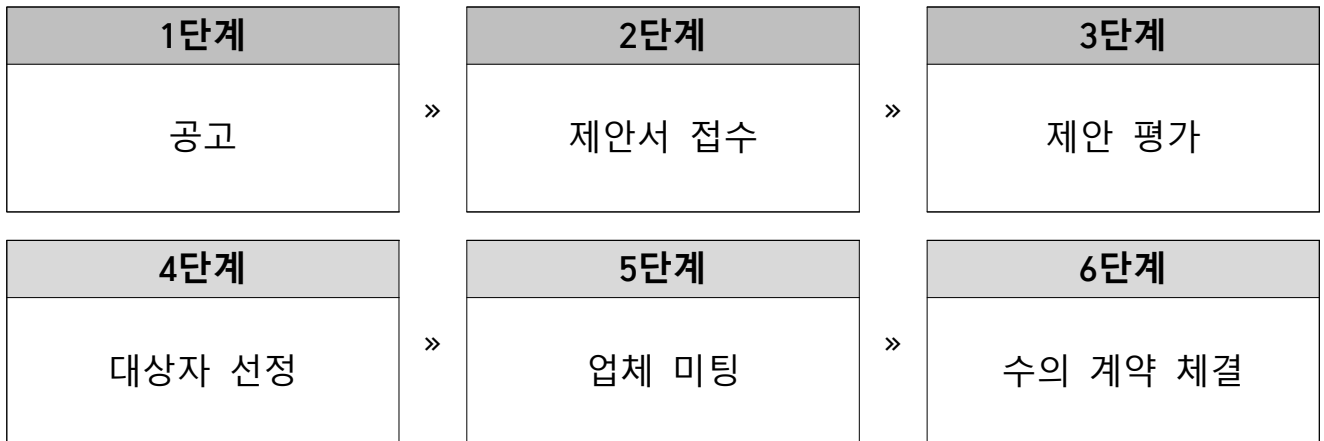 1단계
공고
»
2단계
제안서 접수
»
3단계
제안 평가
4단계
대상자 선정
»
5단계
업체 미팅
»
6단계
수의 계약 체결